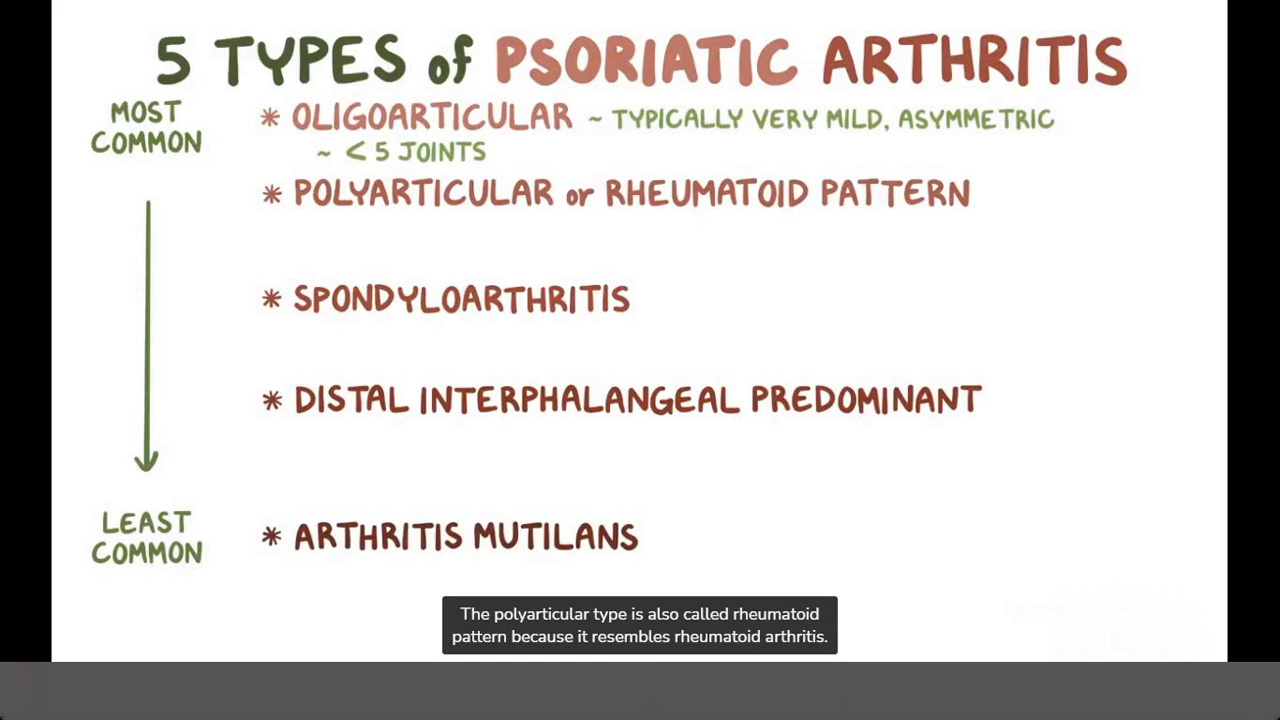 5 TYPES of PSORIATIC ARTHRITIS
MOST
COMMON
* OLIGOARTICULAR ~ TYPICALLY VERY MILD, ASYMMETRIC
~ < 5 JOINTS
* POLYARTICULAR or RHEUMATOID PATTERN
* SPONDYLOARTHRITIS
* DISTAL INTERPHALANGEAL PREDOMINANT
LEAST
COMMON
* ARTHRITIS MUTILANS
The polyarticular type is also called rheumatoid
pattern because it resembles rheumatoid arthritis.